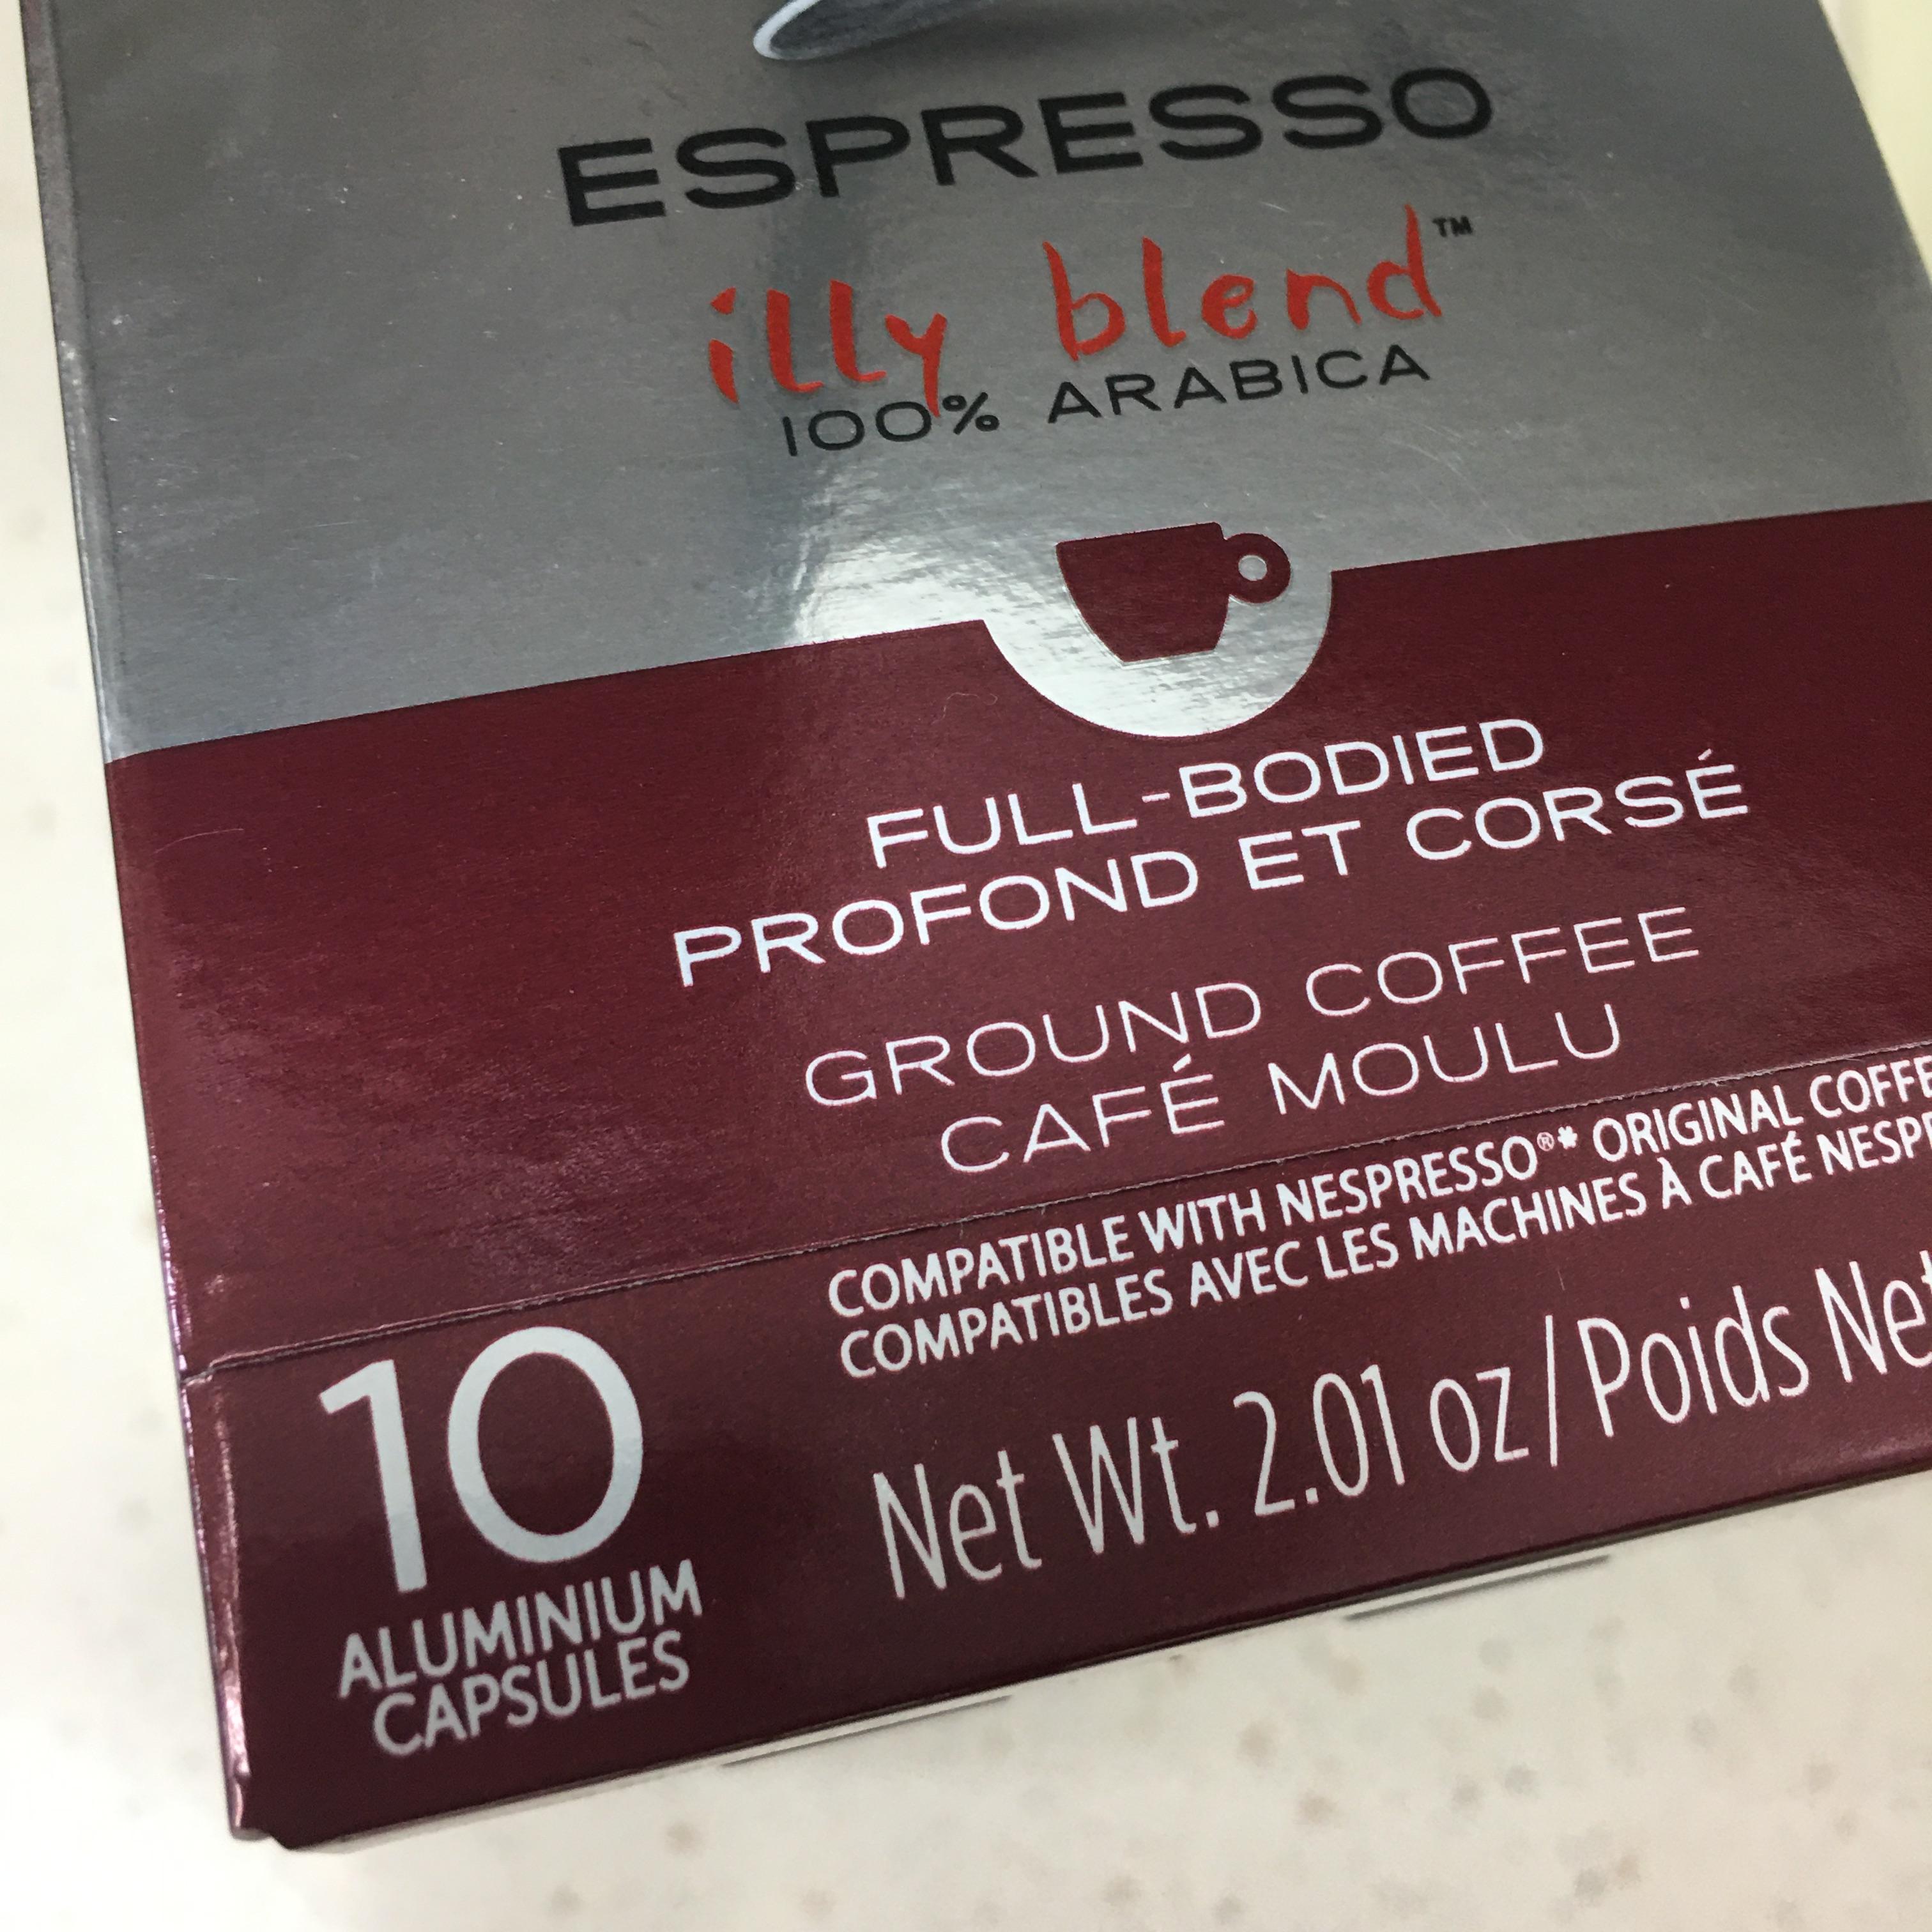 ESPRESSO
illy blend™
100% ARABICA
FULL-BODIED
PROFOND ET CORSÉ
GROUND COFFEE
CAFÉ MOULU
COMPATIBLE WITH NESPRESSO®* ORIGINAL
COMPATIBLES AVEC LES MACHINES À CAFÉ
Net Wt. 2.01 oz/Poids Net
10
ALUMINIUM
CAPSULES